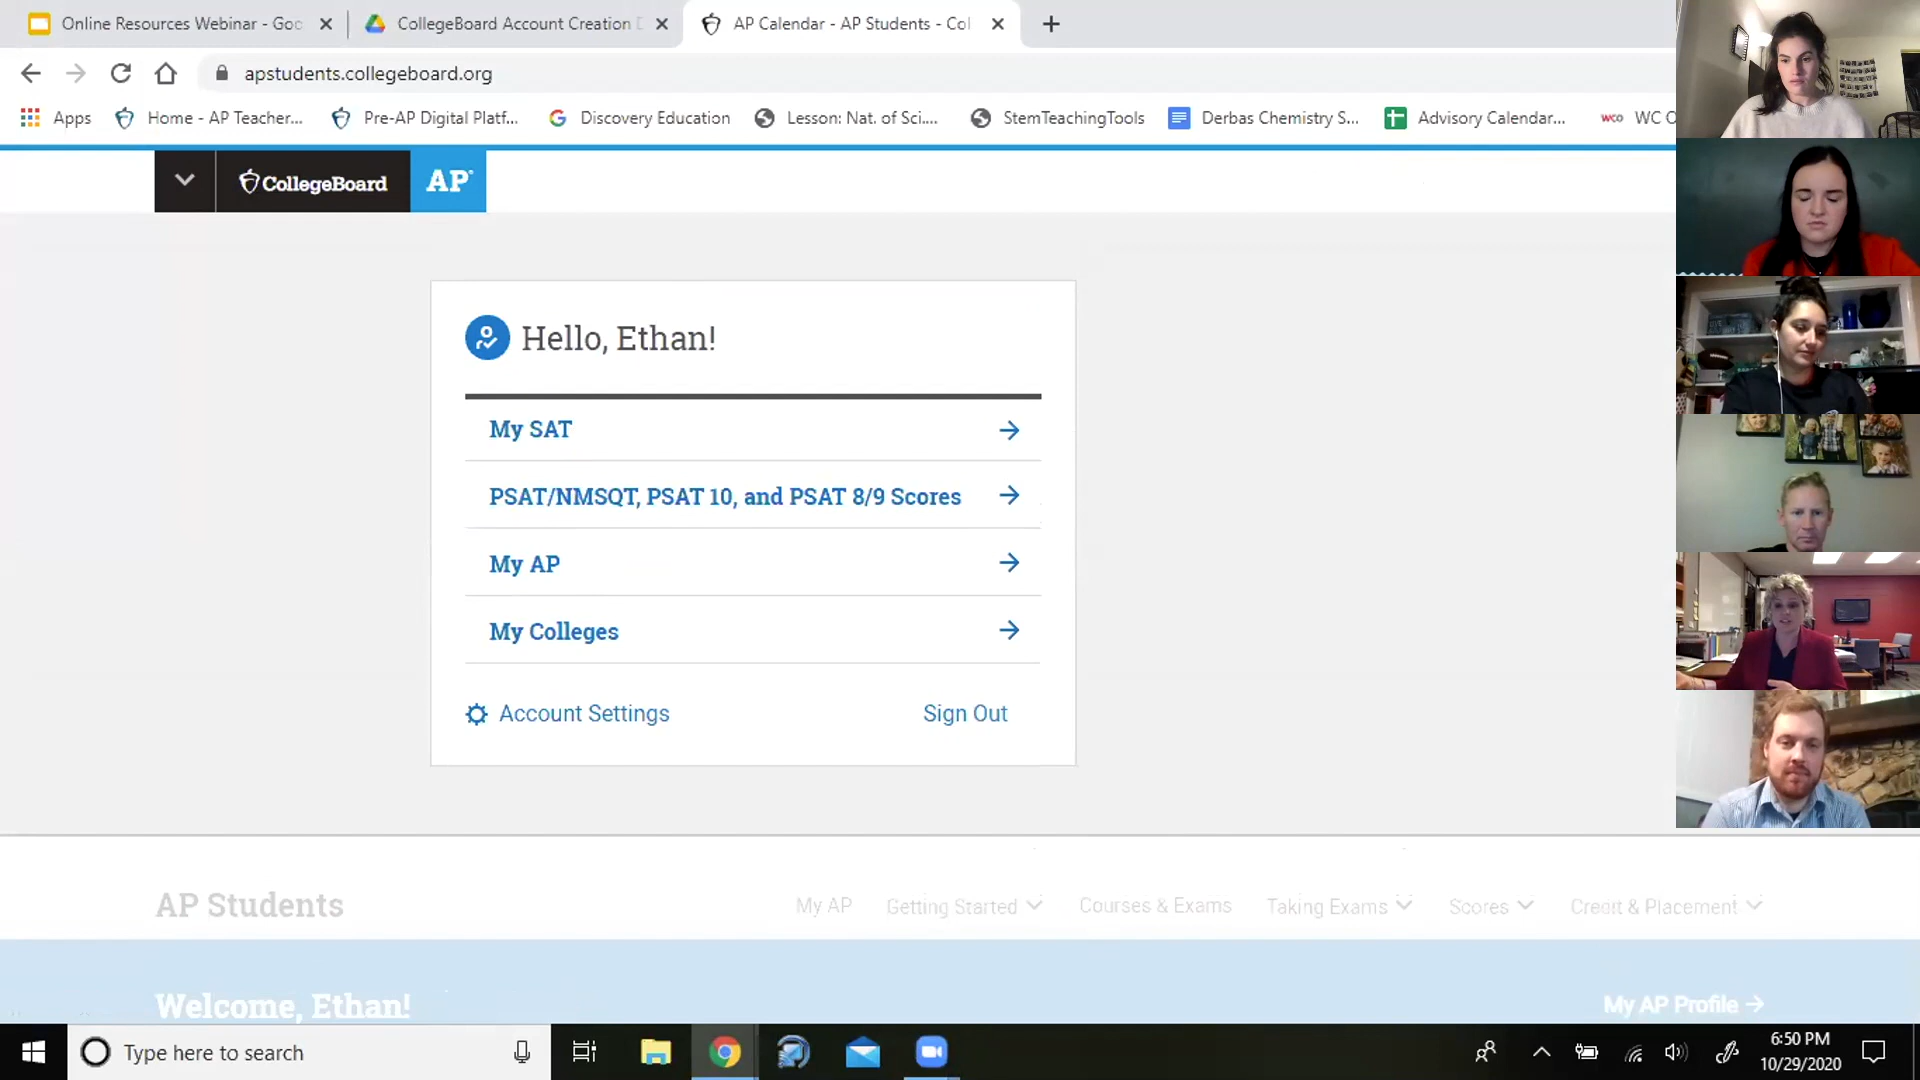 Online Resources Webinar - Goo
CollegeBoard Account Creation D
AP Calendar - AP Students - Col
apstudents.collegeboard.org
Apps
Home - AP Teacher...
Pre-AP Digital Platf...
Discovery Education
Lesson: Nat. of Sci....
StemTeachingTools
Derbas Chemistry S...
Advisory Calendar...
wco WC O
CollegeBoard
AP
Hello, Ethan!
My SAT
PSAT/NMSQT, PSAT 10, and PSAT 8/9 Scores
My AP
My Colleges
Account Settings
Sign Out
AP Students
My AP
Getting Started
Courses & Exams
Taking Exams
Scores
Credit & Placement
Welcome, Ethan!
My AP Profile
Type here to search
6:50 PM
10/29/2020